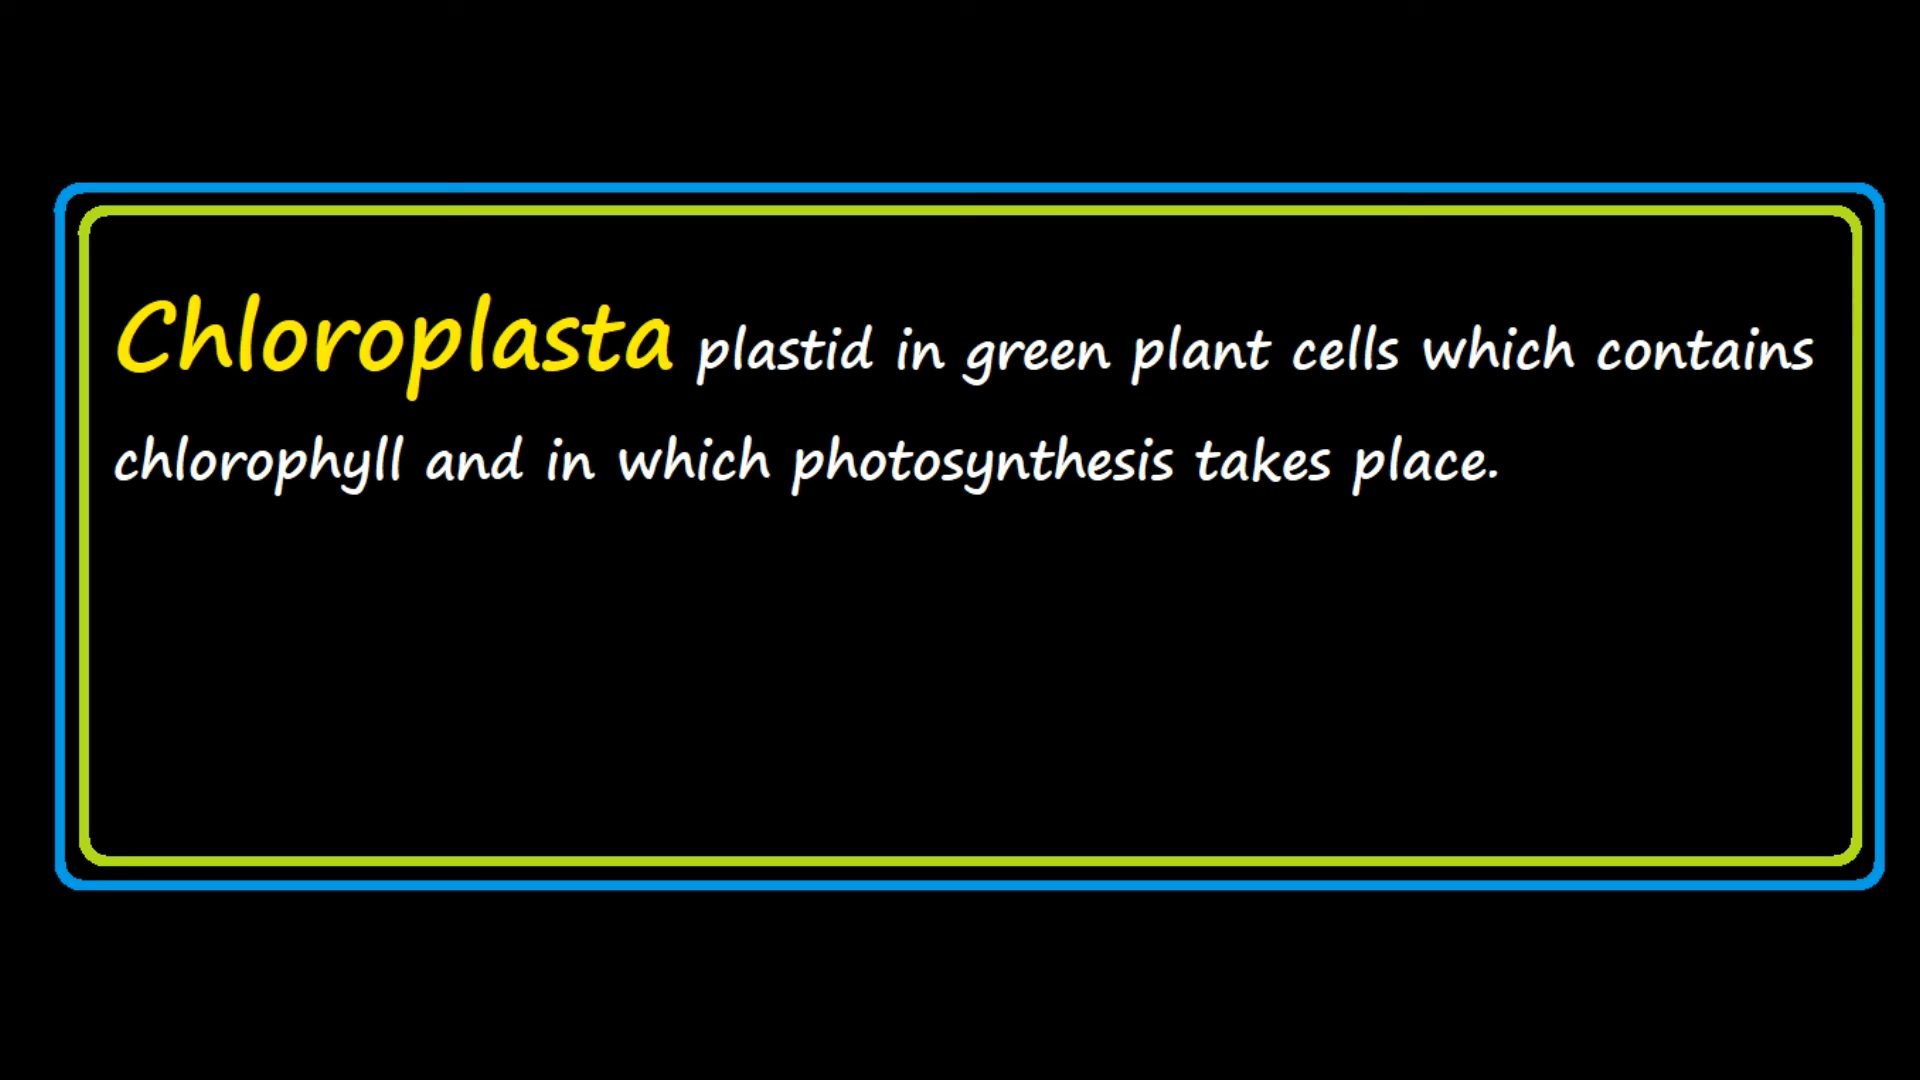 Chloroplasta plastid in green plant cells which contains
chlorophyll and in which photosynthesis takes place.